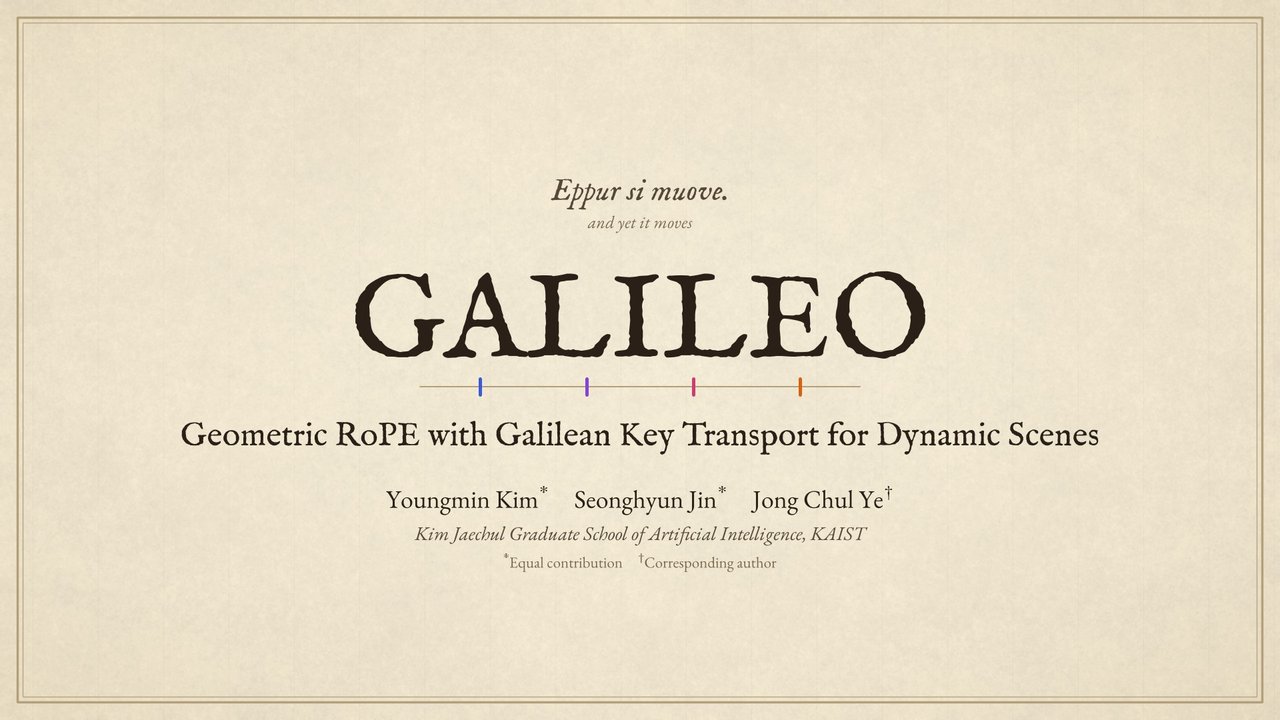 Eppur si muove.
and yet it moves
GALILEO
Geometric RoPE with Galilean Key Transport for Dynamic Scenes
Youngmin Kim* Seonghyun Jin* Jong Chul Ye†
Kim Jaechul Graduate School of Artificial Intelligence, KAIST
*Equal contribution †Corresponding author